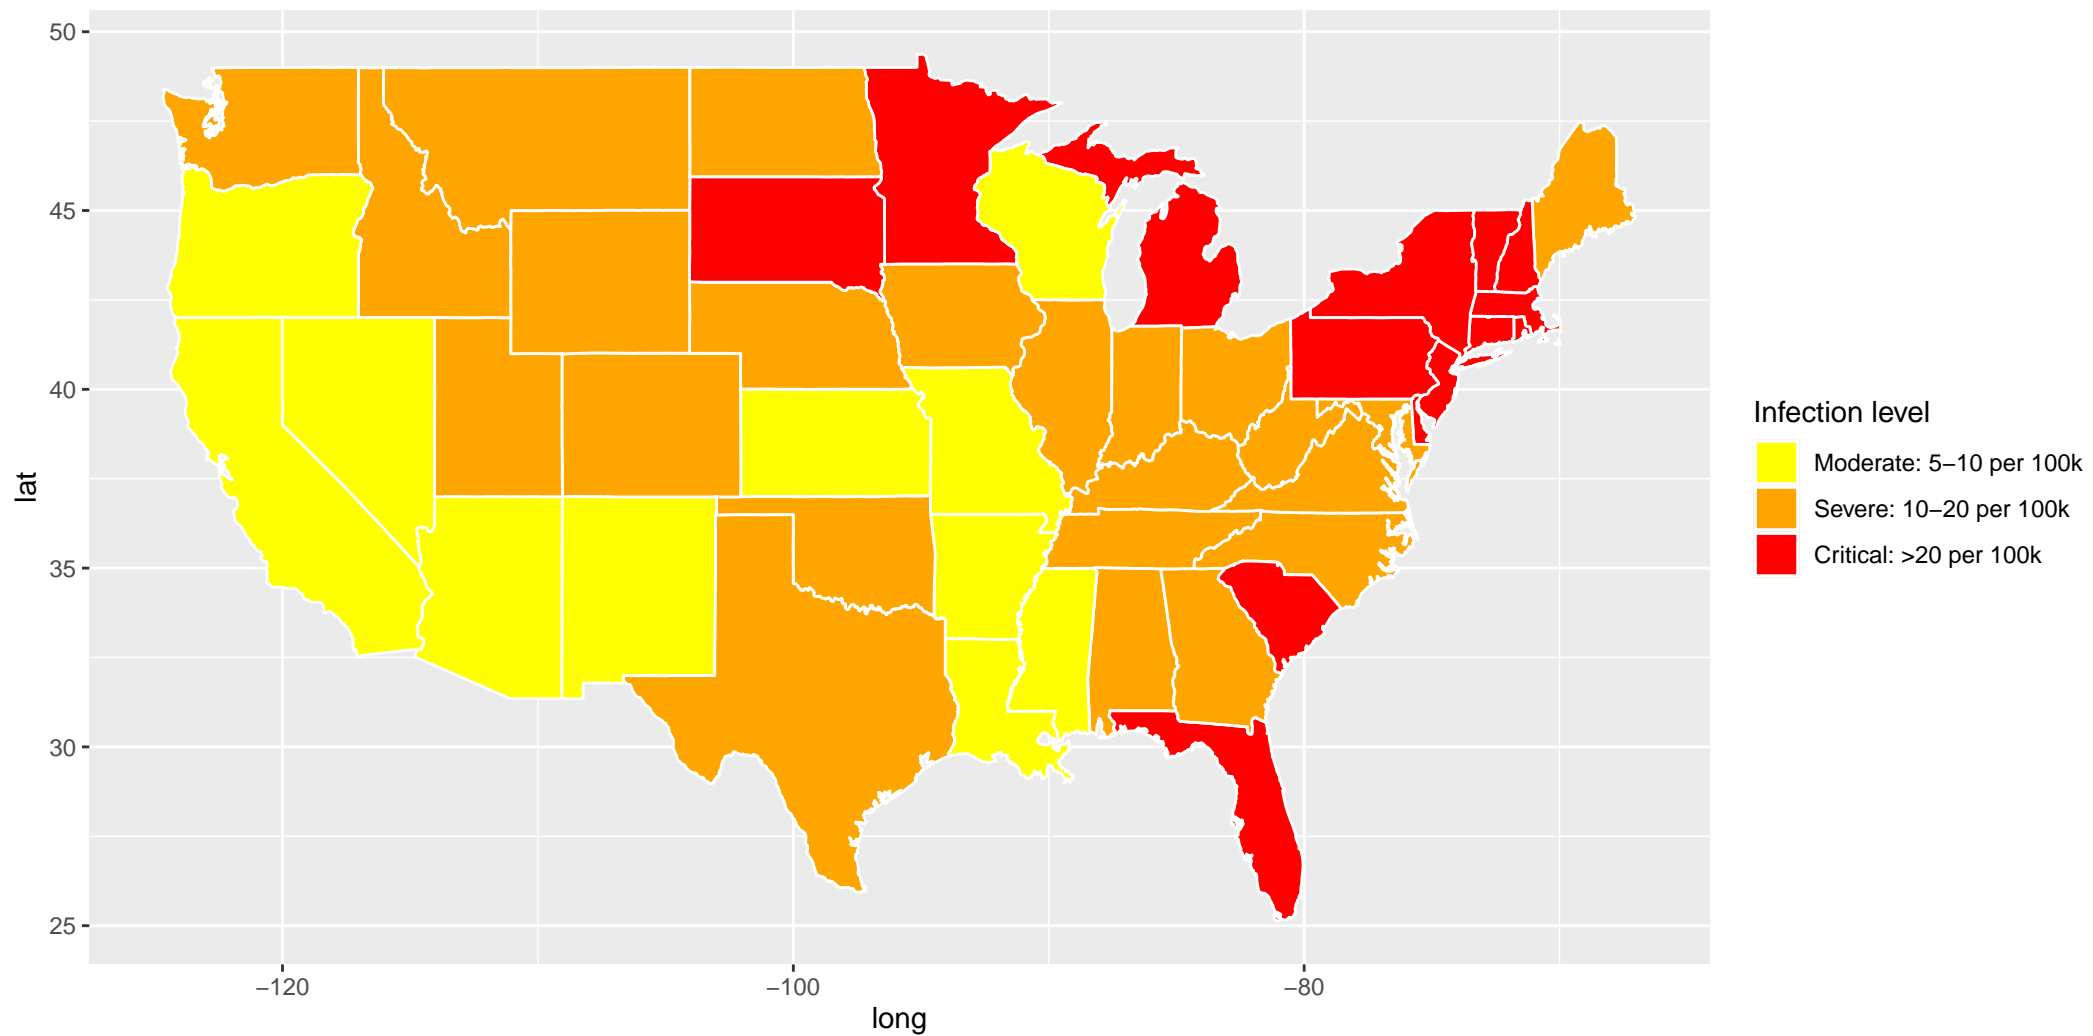 50
45
40
35
30
25
lat
−120
−100
−80
long
Infection level
Moderate: 5−10 per 100k
Severe: 10−20 per 100k
Critical: >20 per 100k